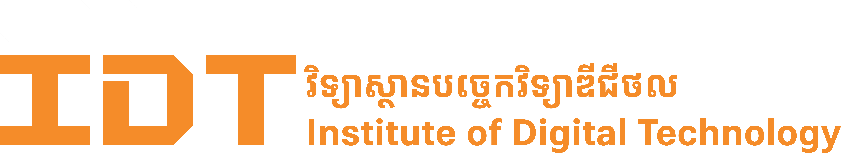 IDT
វិទ្យាស្ថានបច្ចេកវិទ្យាឌីជីថល
Institute of Digital Technology